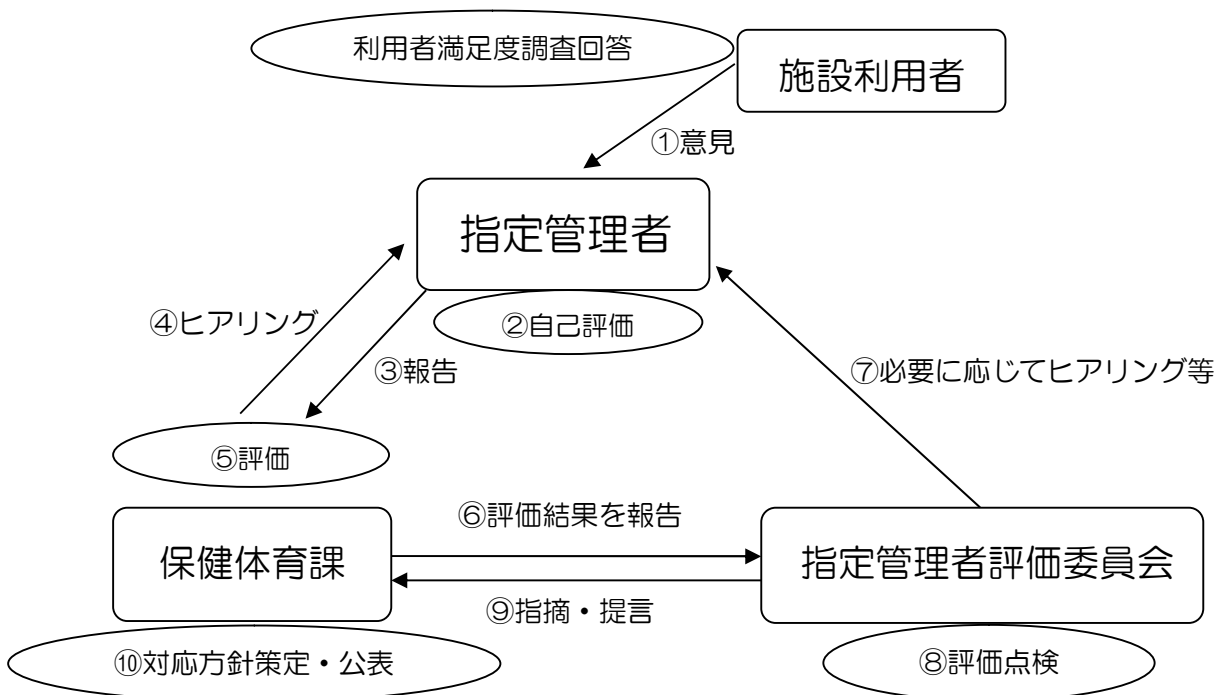 利用者満足度調査回答
施設利用者
①意見
指定管理者
②自己評価
④ヒアリング
③報告
⑦必要に応じてヒアリング等
⑤評価
⑥評価結果を報告
保健体育課
指定管理者評価委員会
⑨指摘・提言
⑩対応方針策定・公表
⑧評価点検